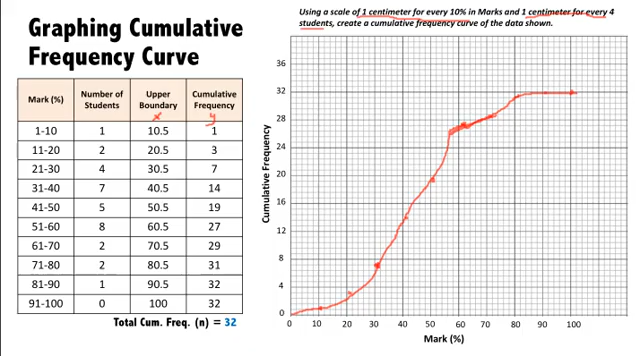 Graphing Cumulative
Frequency Curve
Using a scale of 1 centimeter for every 10% in Marks and 1 centimeter for every 4
students, create a cumulative frequency curve of the data shown.
Mark (%) Number of Students Upper Boundary Cumulative Frequency
x y
1-10 1 10.5 1
11-20 2 20.5 3
21-30 4 30.5 7
31-40 7 40.5 14
41-50 5 50.5 19
51-60 8 60.5 27
61-70 2 70.5 29
71-80 2 80.5 31
81-90 1 90.5 32
91-100 0 100 32
Total Cum. Freq. (n) = 32
Cumulative Frequency
36
32
28
24
20
16
12
8
4
0
0 10 20 30 40 50 60 70 80 90 100
Mark (%)